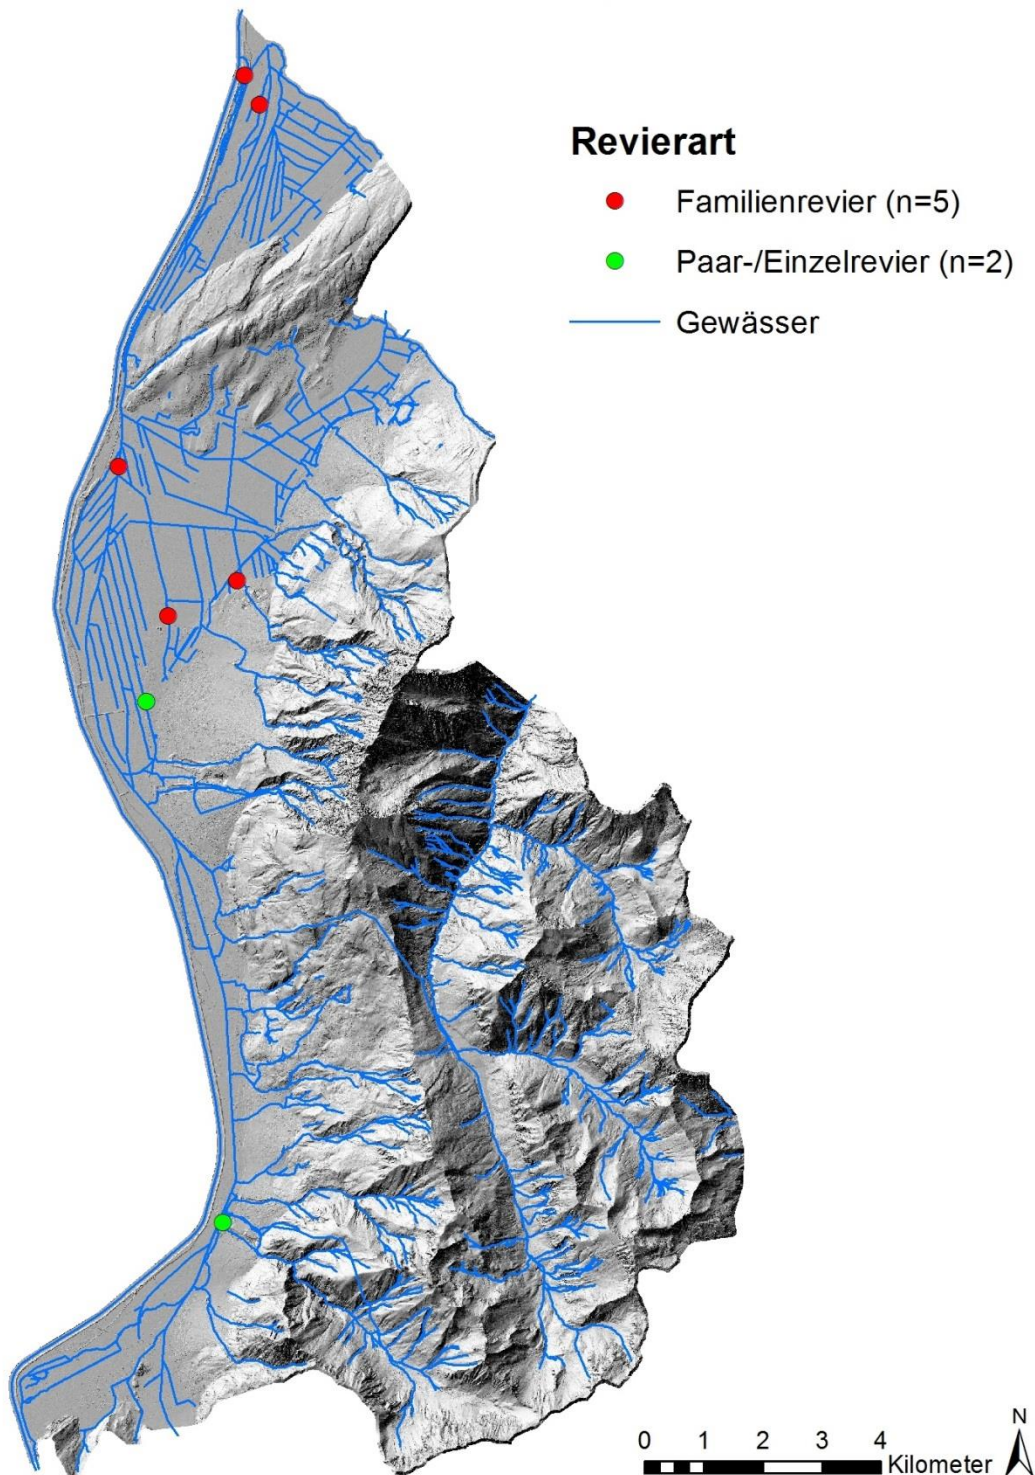 Revierart
Familienrevier (n=5)
Paar-/Einzelrevier (n=2)
Gewässer
N
0 1 2 3 4
Kilometer